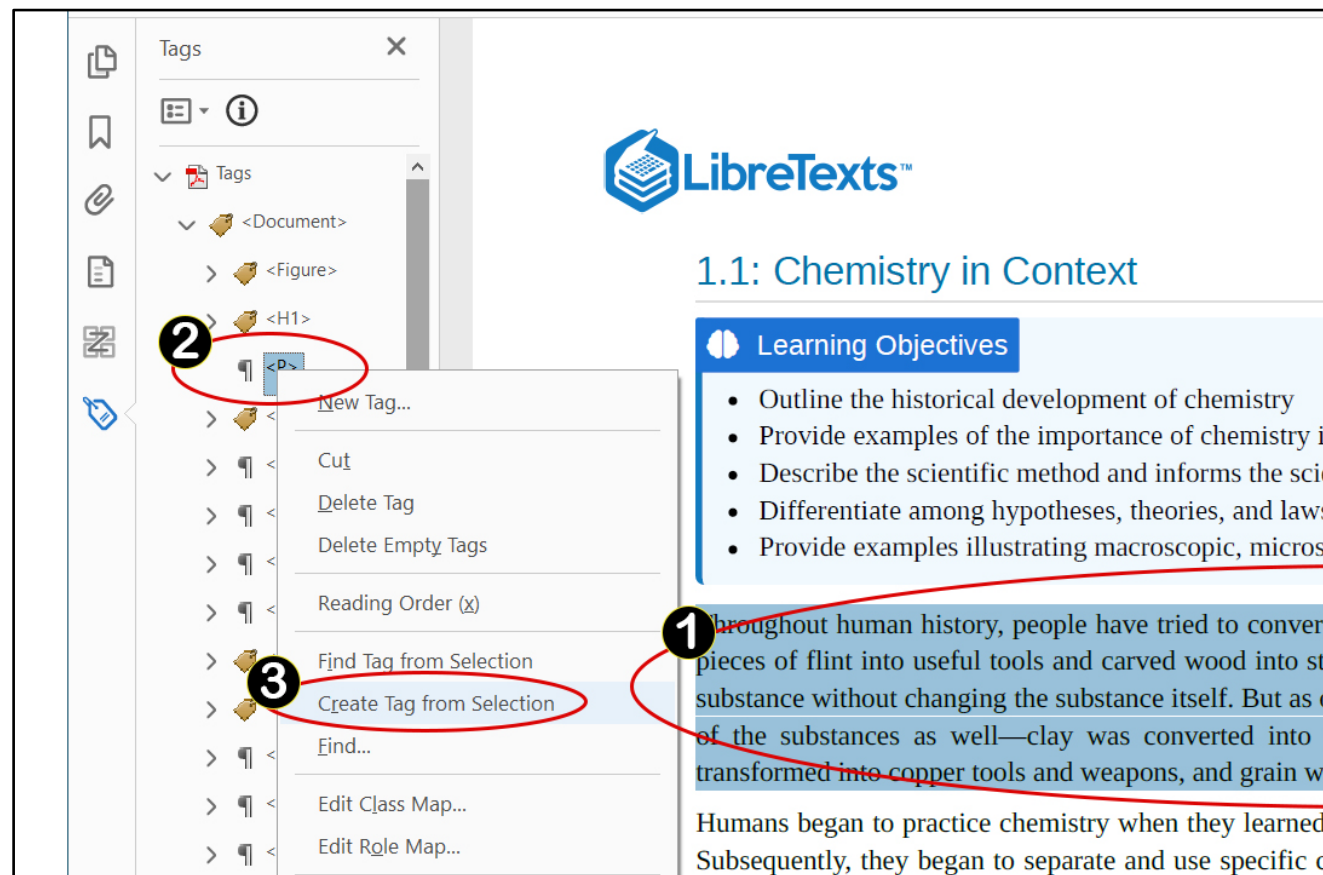 Tags
Tags
<Document>
<Figure>
<H1>
2
<P>
New Tag...
Cut
Delete Tag
Delete Empty Tags
Reading Order (x)
Find Tag from Selection
3
Create Tag from Selection
Find...
Edit Class Map...
Edit Role Map...
LibreTexts™
1.1: Chemistry in Context
Learning Objectives
• Outline the historical development of chemistry
• Provide examples of the importance of chemistry
• Describe the scientific method and informs the
• Differentiate among hypotheses, theories, and laws
• Provide examples illustrating macroscopic,
1
Throughout human history, people have tried to
pieces of flint into useful tools and carved wood into
substance without changing the substance itself. But as
of the substances as well—clay was converted into
transformed into copper tools and weapons, and grain
Humans began to practice chemistry when they learned
Subsequently, they began to separate and use specific